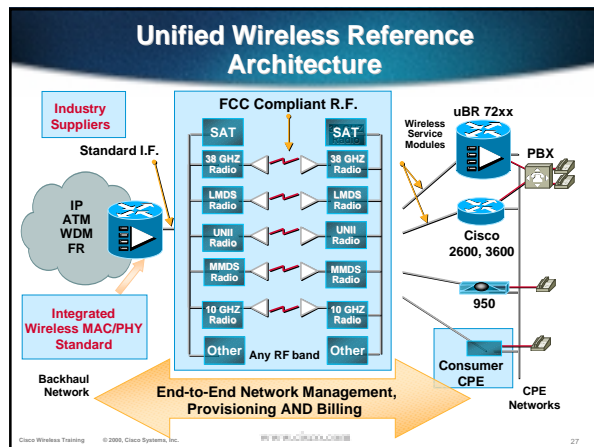 Unified Wireless Reference
Architecture
Industry
Suppliers
Standard I.F.
FCC Compliant R.F.
Wireless
Service
Modules
uBR 72xx
PBX
SAT
SAT
38 GHZ
Radio
38 GHZ
Radio
LMDS
Radio
LMDS
Radio
UNII
Radio
UNII
Radio
MMDS
Radio
MMDS
Radio
10 GHZ
Radio
10 GHZ
Radio
Other
Any RF band
Other
IP
ATM
WDM
FR
Cisco
2600, 3600
950
Integrated
Wireless MAC/PHY
Standard
Consumer
CPE
Backhaul
Network
End-to-End Network Management,
Provisioning AND Billing
CPE
Networks
Cisco Wireless Training
© 2000, Cisco Systems, Inc.
27